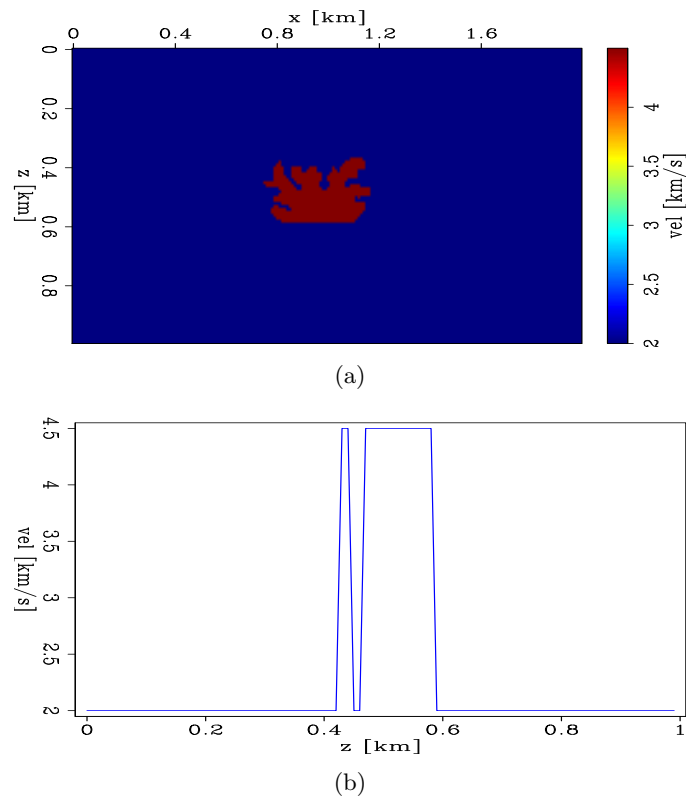 x [km]
0 0.4 0.8 1.2 1.6
0 0.2 0.4 0.6 0.8
z [km]
4 3.5 3 2.5 2
vel [km/s]
(a)
4.5 4 3.5 3 2.5 2
vel [km/s]
0 0.2 0.4 0.6 0.8 1
z [km]
(b)